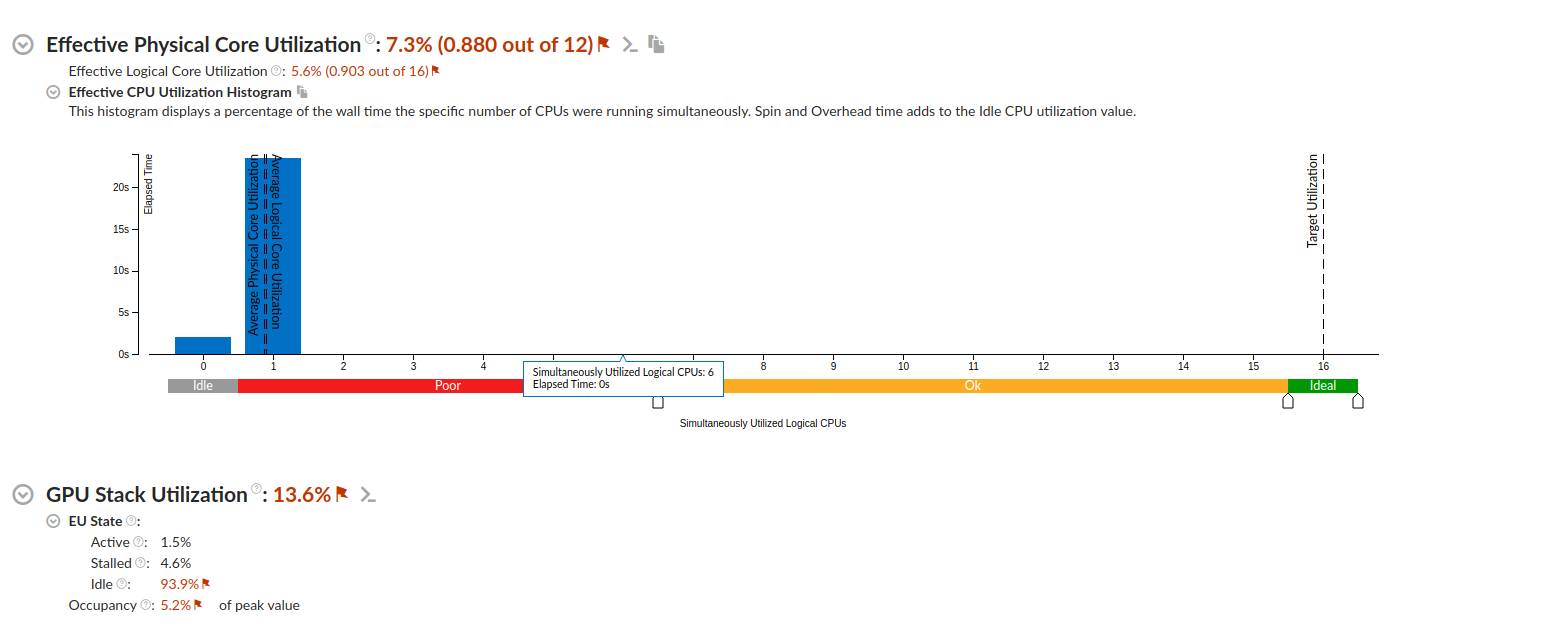 Effective Physical Core Utilization ?: 7.3% (0.880 out of 12)
Effective Logical Core Utilization ?: 5.6% (0.903 out of 16)
Effective CPU Utilization Histogram
This histogram displays a percentage of the wall time the specific number of CPUs were running simultaneously. Spin and Overhead time adds to the Idle CPU utilization value.
Elapsed Time
20s
15s
10s
5s
0s
Average Physical Core Utilization
Average Logical Core Utilization
Target Utilization
0 1 2 3 4 8 9 10 11 12 13 14 15 16
Simultaneously Utilized Logical CPUs: 6
Elapsed Time: 0s
Idle Poor Ok Ideal
Simultaneously Utilized Logical CPUs
GPU Stack Utilization ?: 13.6%
EU State ?:
Active ?: 1.5%
Stalled ?: 4.6%
Idle ?: 93.9%
Occupancy ?: 5.2% of peak value